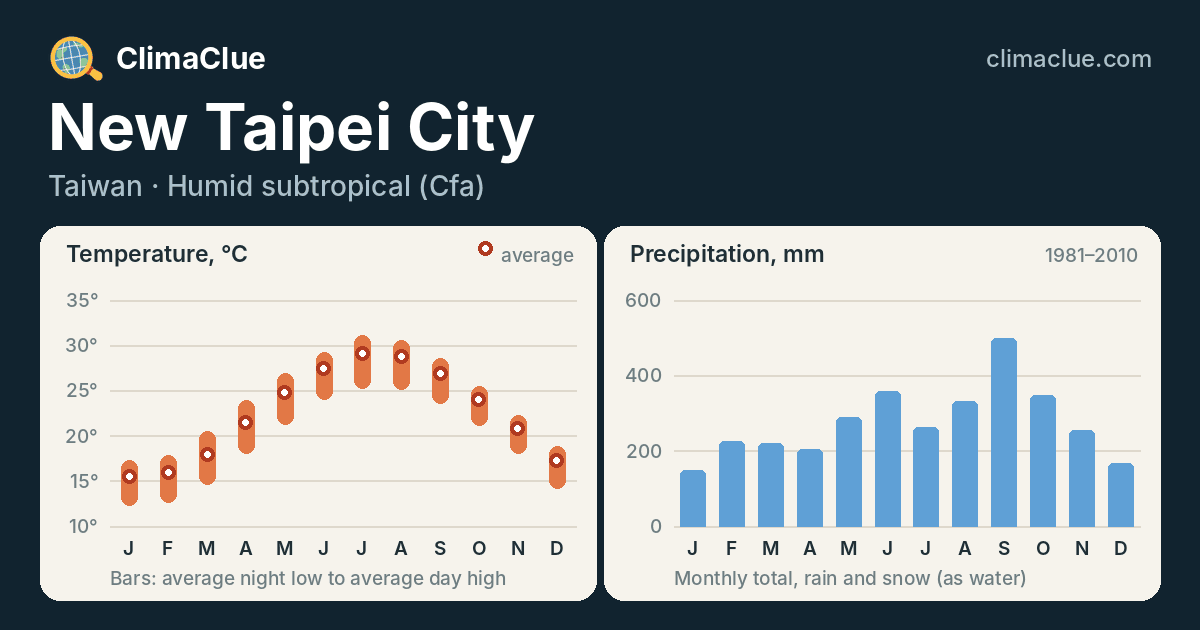 ClimaClue
climaclue.com
New Taipei City
Taiwan · Humid subtropical (Cfa)
Temperature, °C
average
35°
30°
25°
20°
15°
10°
J F M A M J J A S O N D
Bars: average night low to average day high
Precipitation, mm
1981–2010
600
400
200
0
J F M A M J J A S O N D
Monthly total, rain and snow (as water)